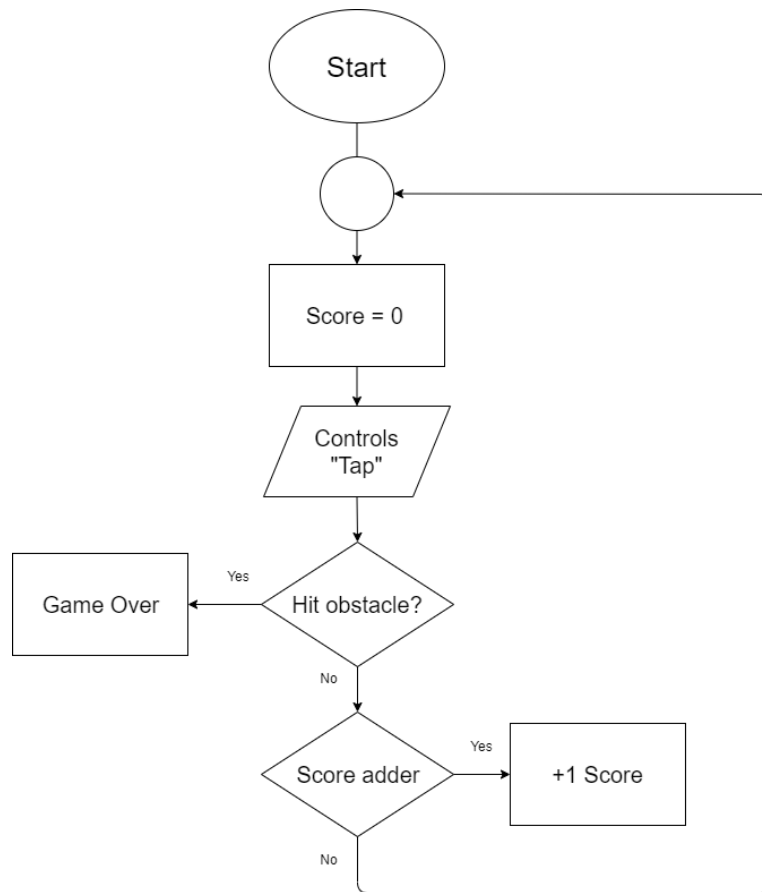 Start
Score = 0
Controls
"Tap"
Hit obstacle?
Yes
Game Over
No
Score adder
Yes
+1 Score
No